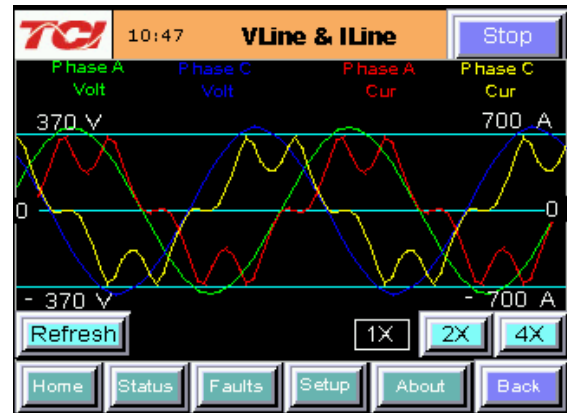 TCI 10:47 VLine & ILine Stop
Phase A Phase C Phase A Phase C
Volt Volt Cur Cur
370 V 700 A
0 0
- 370 V - 700 A
Refresh 1X 2X 4X
Home Status Faults Setup About Back